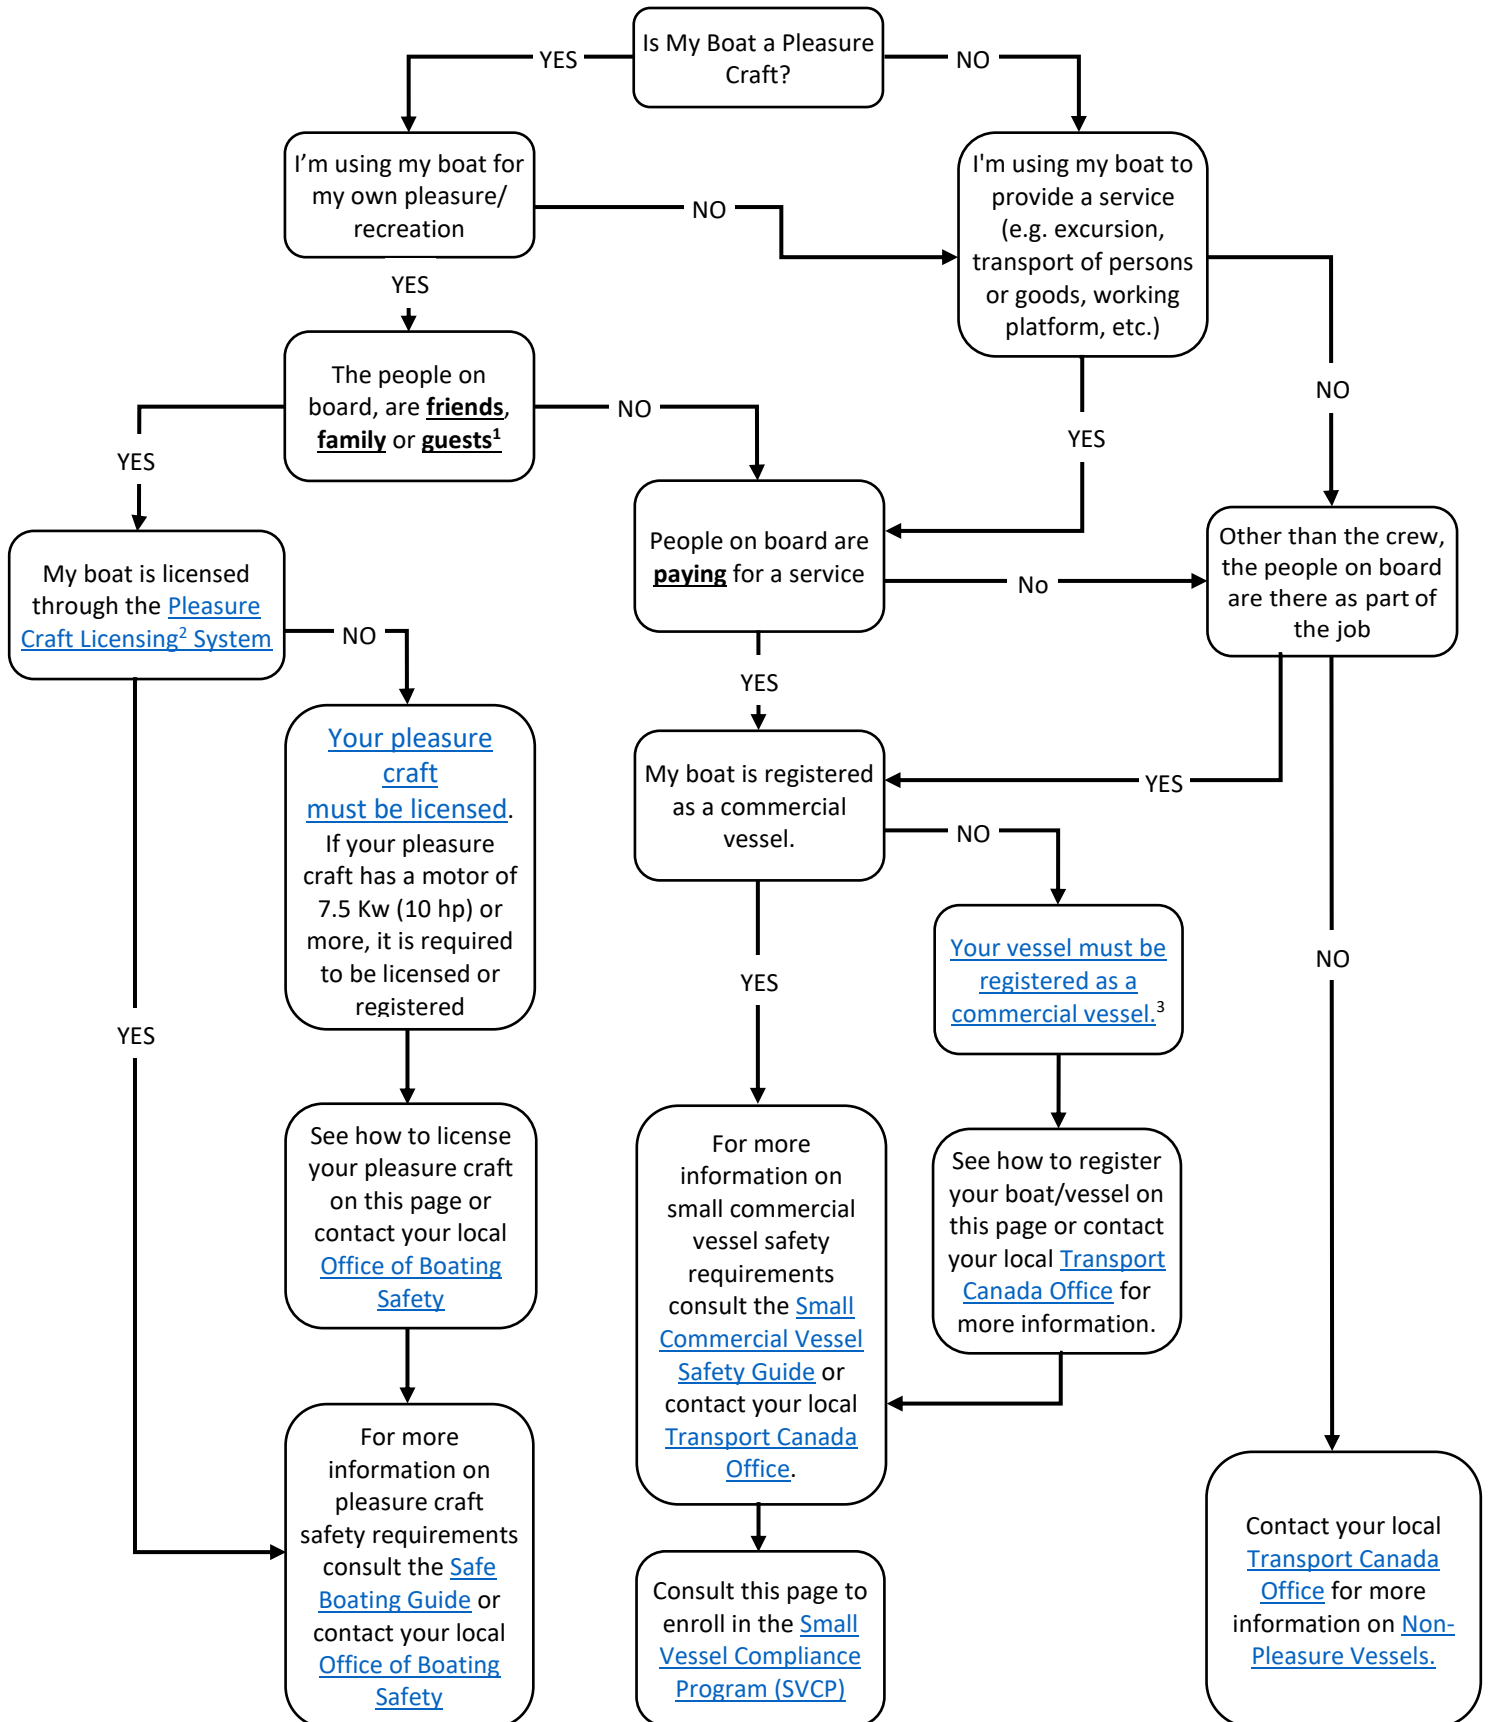 Is My Boat a Pleasure
Craft?
YES
NO
I’m using my boat for
my own pleasure/
recreation
I'm using my boat to
provide a service
(e.g. excursion,
transport of persons
or goods, working
platform, etc.)
NO
YES
The people on
board, are friends,
family or guests¹
NO
NO
YES
YES
People on board are
paying for a service
Other than the crew,
the people on board
are there as part of
the job
My boat is licensed
through the Pleasure
Craft Licensing² System
No
NO
YES
Your pleasure
craft
must be licensed.
If your pleasure
craft has a motor of
7.5 Kw (10 hp) or
more, it is required
to be licensed or
registered
My boat is registered
as a commercial
vessel.
YES
NO
Your vessel must be
registered as a
commercial vessel.³
NO
YES
YES
See how to license
your pleasure craft
on this page or
contact your local
Office of Boating
Safety
For more
information on
small commercial
vessel safety
requirements
consult the Small
Commercial Vessel
Safety Guide or
contact your local
Transport Canada
Office.
See how to register
your boat/vessel on
this page or contact
your local Transport
Canada Office for
more information.
For more
information on
pleasure craft
safety requirements
consult the Safe
Boating Guide or
contact your local
Office of Boating
Safety
Consult this page to
enroll in the Small
Vessel Compliance
Program (SVCP)
Contact your local
Transport Canada
Office for more
information on Non-
Pleasure Vessels.